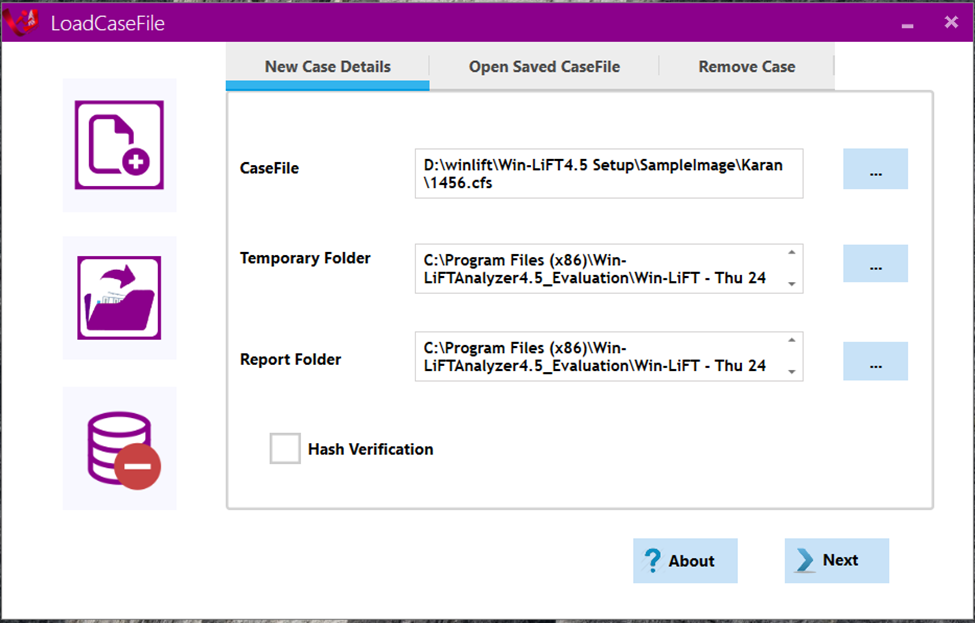 LoadCaseFile
New Case Details
Open Saved CaseFile
Remove Case
CaseFile
D:\winlift\Win-LiFT4.5 Setup\SampleImage\Karan
\1456.cfs
...
Temporary Folder
C:\Program Files (x86)\Win-
LiFTAnalyzer4.5_Evaluation\Win-LiFT - Thu 24
...
Report Folder
C:\Program Files (x86)\Win-
LiFTAnalyzer4.5_Evaluation\Win-LiFT - Thu 24
...
Hash Verification
? About
Next